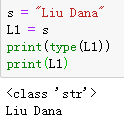 s = "Liu Dana"
L1 = s
print(type(L1))
print(L1)
<class 'str'>
Liu Dana